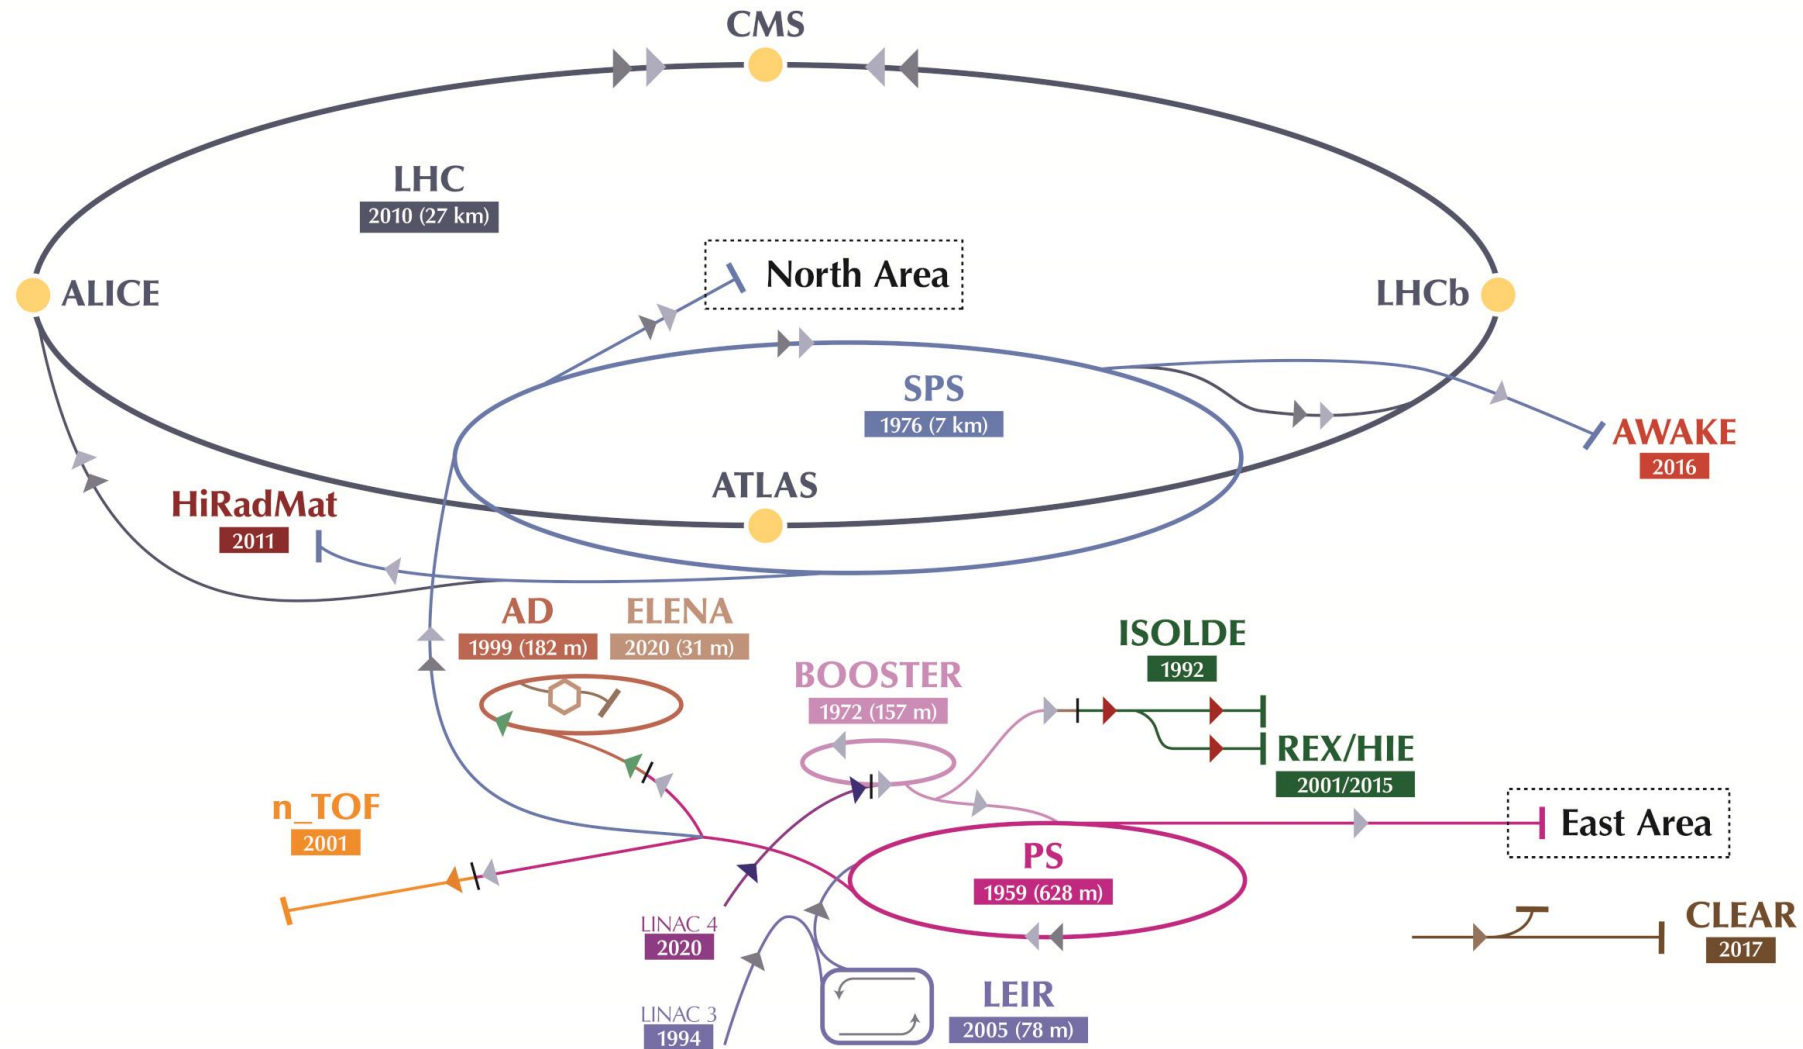 CMS
LHC
2010 (27 km)
North Area
ALICE
LHCb
SPS
1976 (7 km)
AWAKE
2016
ATLAS
HiRadMat
2011
AD
1999 (182 m)
ELENA
2020 (31 m)
ISOLDE
1992
BOOSTER
1972 (157 m)
REX/HIE
2001/2015
n_TOF
2001
East Area
PS
1959 (628 m)
LINAC 4
2020
CLEAR
2017
LEIR
2005 (78 m)
LINAC 3
1994